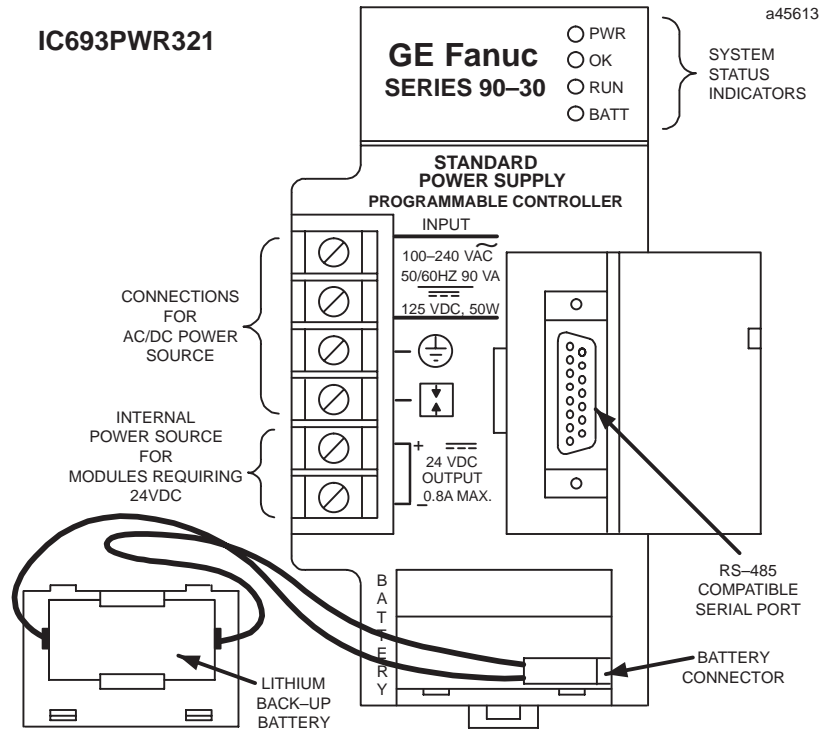 a45613
IC693PWR321
GE Fanuc
SERIES 90–30
PWR
OK
RUN
BATT
SYSTEM
STATUS
INDICATORS
STANDARD
POWER SUPPLY
PROGRAMMABLE CONTROLLER
INPUT
100–240 VAC
50/60HZ 90 VA
125 VDC, 50W
CONNECTIONS
FOR
AC/DC POWER
SOURCE
INTERNAL
POWER SOURCE
FOR
MODULES REQUIRING
24VDC
+
24 VDC
OUTPUT
0.8A MAX.
–
RS–485
COMPATIBLE
SERIAL PORT
BATTERY
BATTERY
CONNECTOR
LITHIUM
BACK–UP
BATTERY